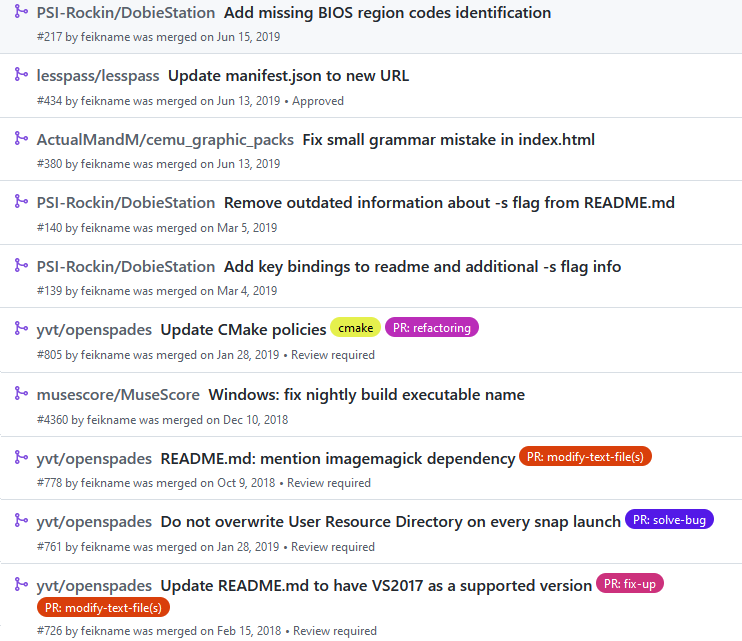 PSI-Rockin/DobieStation Add missing BIOS region codes identification
#217 by feikname was merged on Jun 15, 2019
lesspass/lesspass Update manifest.json to new URL
#434 by feikname was merged on Jun 13, 2019 • Approved
ActualMandM/cemu_graphic_packs Fix small grammar mistake in index.html
#380 by feikname was merged on Jun 13, 2019
PSI-Rockin/DobieStation Remove outdated information about -s flag from README.md
#140 by feikname was merged on Mar 5, 2019
PSI-Rockin/DobieStation Add key bindings to readme and additional -s flag info
#139 by feikname was merged on Mar 4, 2019
yvt/openspades Update CMake policies cmake PR: refactoring
#805 by feikname was merged on Jan 28, 2019 • Review required
musescore/MuseScore Windows: fix nightly build executable name
#4360 by feikname was merged on Dec 10, 2018
yvt/openspades README.md: mention imagemagick dependency PR: modify-text-file(s)
#778 by feikname was merged on Oct 9, 2018 • Review required
yvt/openspades Do not overwrite User Resource Directory on every snap launch PR: solve-bug
#761 by feikname was merged on Jan 28, 2019 • Review required
yvt/openspades Update README.md to have VS2017 as a supported version PR: fix-up
PR: modify-text-file(s)
#726 by feikname was merged on Feb 15, 2018 • Review required